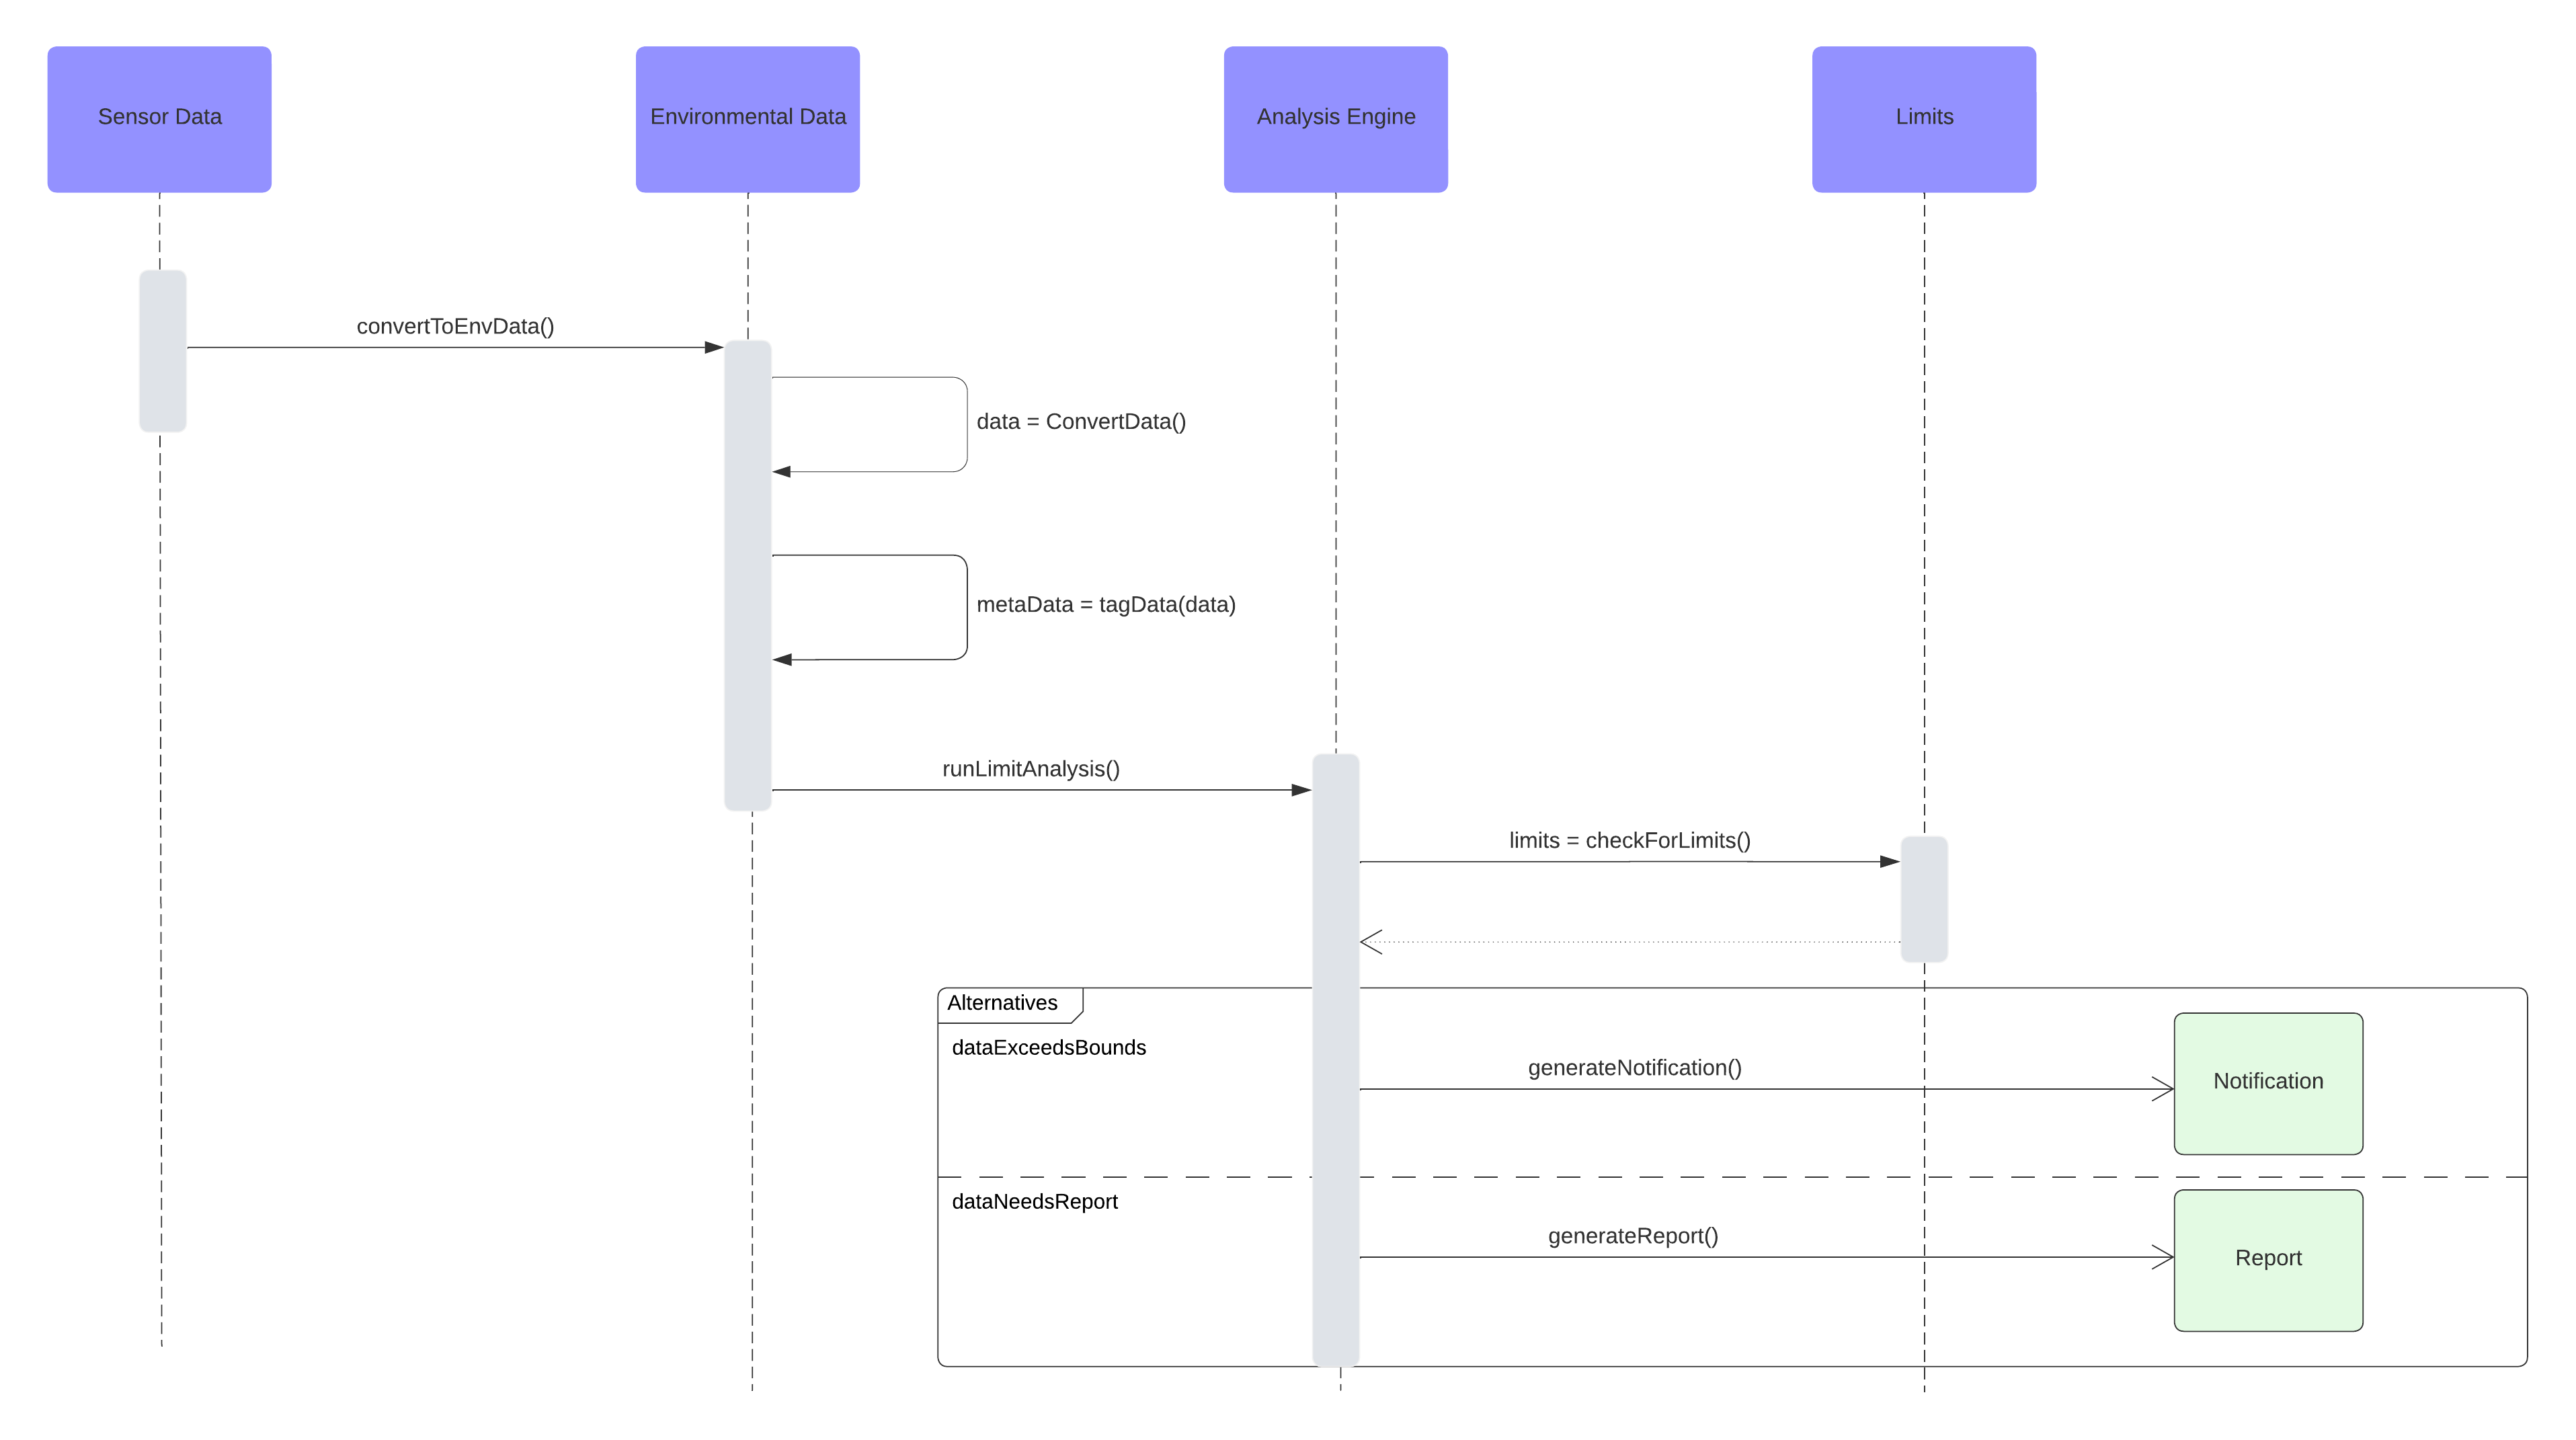 Sensor Data
Environmental Data
Analysis Engine
Limits
convertToEnvData()
data = ConvertData()
metaData = tagData(data)
runLimitAnalysis()
limits = checkForLimits()
Alternatives
dataExceedsBounds
generateNotification()
Notification
dataNeedsReport
generateReport()
Report